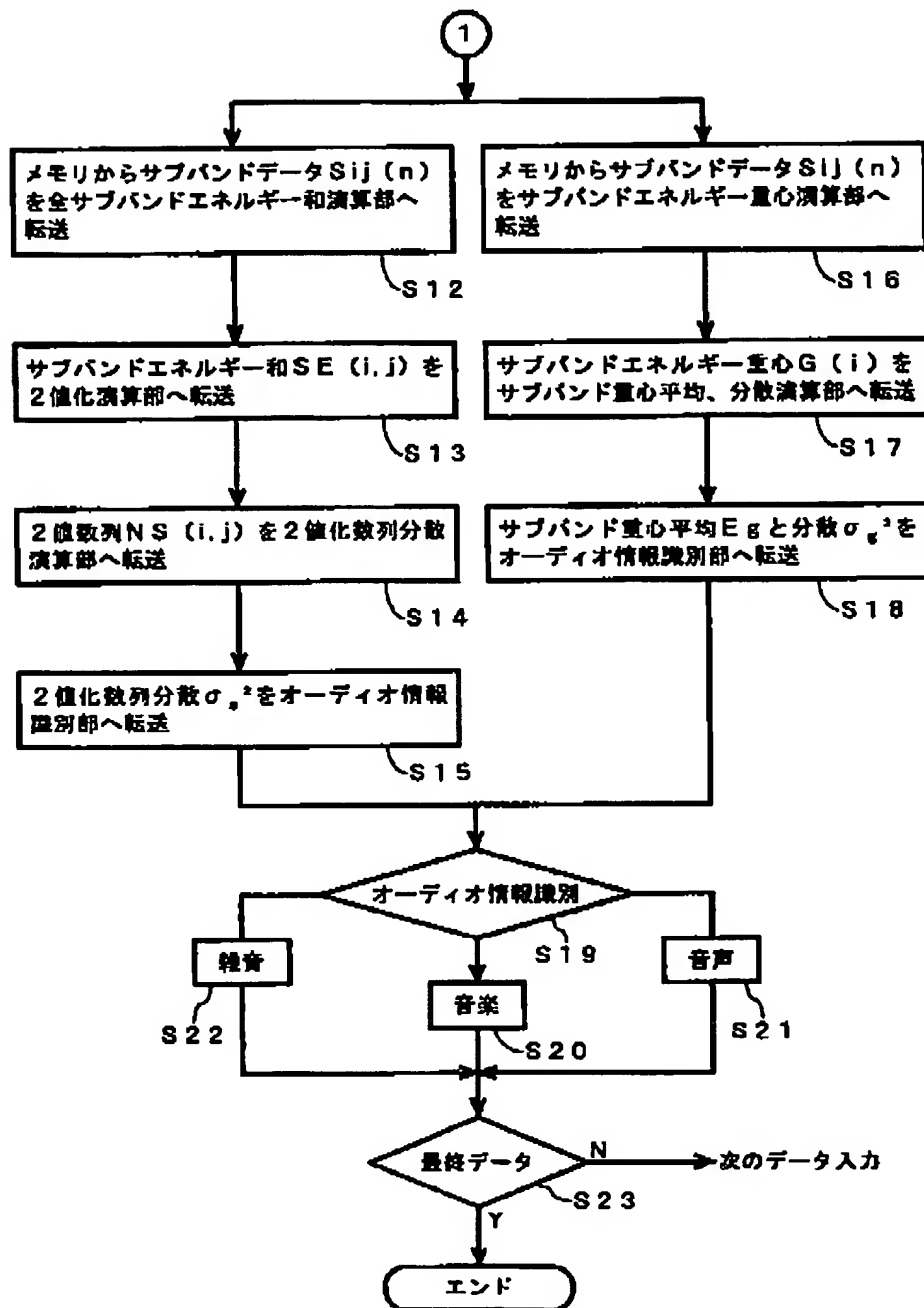 1
メモリからサブバンドデータSij(n)
を全サブバンドエネルギー和演算部へ
転送
S12
サブバンドエネルギー和SE(i,j)を
2値化演算部へ転送
S13
2値数列NS(i,j)を2値化数列分散
演算部へ転送
S14
2値化数列分散σs²をオーディオ情報
識別部へ転送
S15
メモリからサブバンドデータSij(n)
をサブバンドエネルギー重心演算部へ
転送
S16
サブバンドエネルギー重心G(i)を
サブバンド重心平均、分散演算部へ転送
S17
サブバンド重心平均Egと分散σg²を
オーディオ情報識別部へ転送
S18
オーディオ情報識別
S19
雑音
S22
音楽
S20
音声
S21
最終データ
S23
N
次のデータ入力
Y
エンド